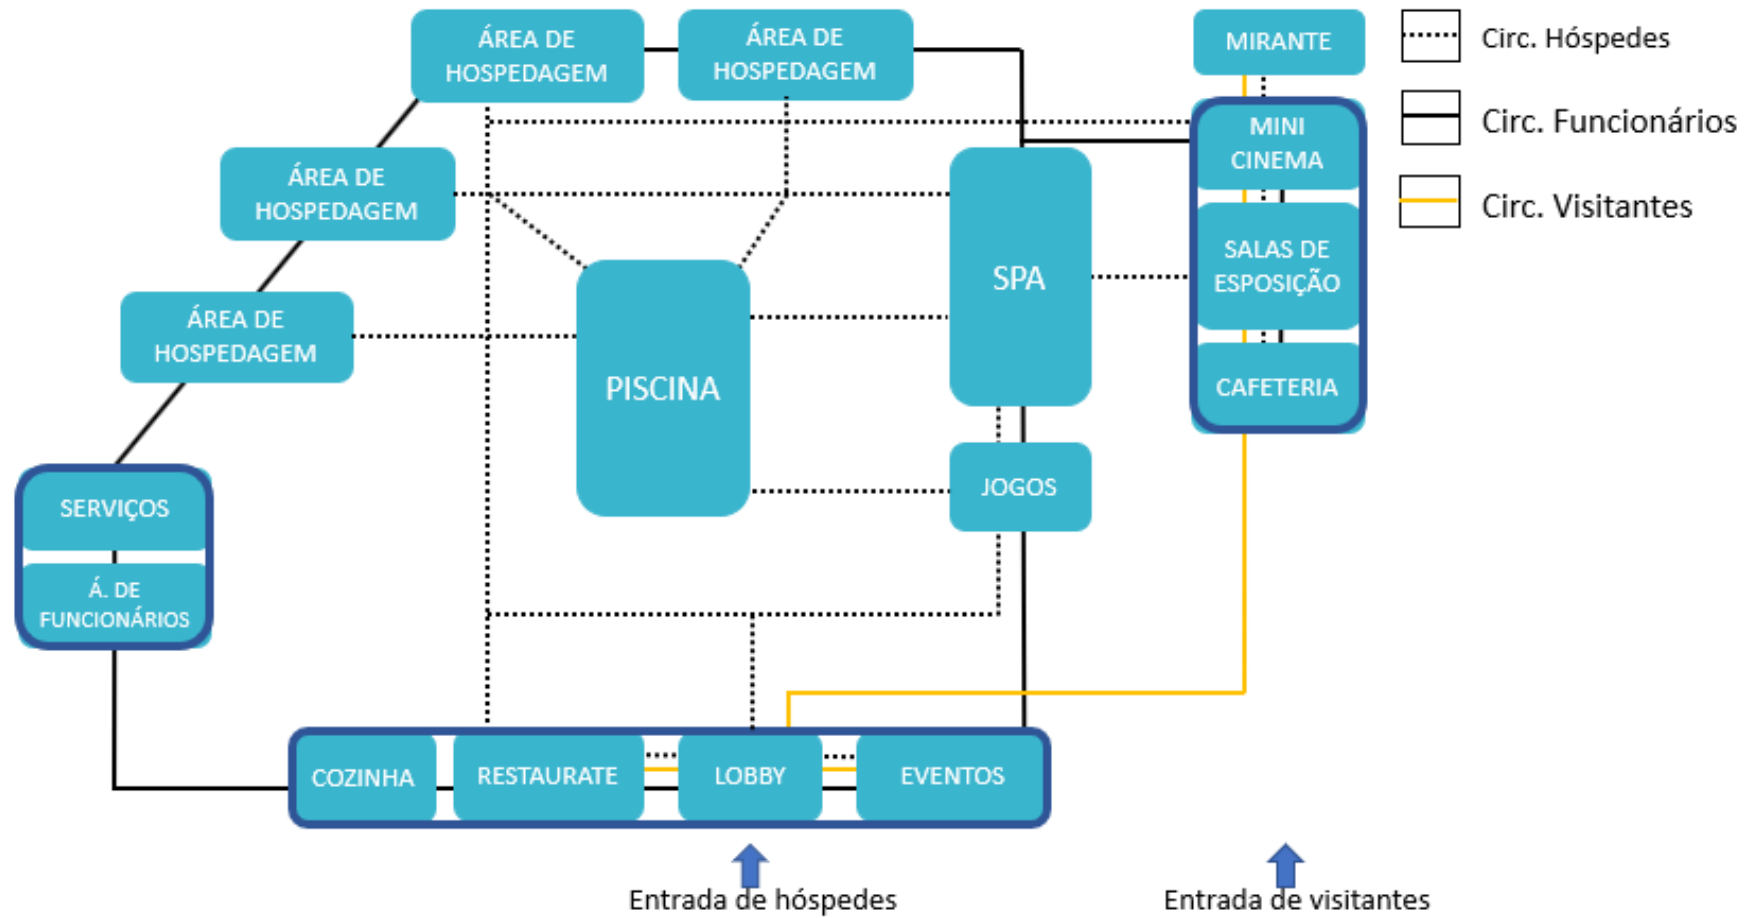 ÁREA DE
HOSPEDAGEM
ÁREA DE
HOSPEDAGEM
MIRANTE
Circ. Hóspedes
MINI
CINEMA
Circ. Funcionários
ÁREA DE
HOSPEDAGEM
Circ. Visitantes
SALAS DE
ESPOSIÇÃO
SPA
ÁREA DE
HOSPEDAGEM
PISCINA
CAFETERIA
JOGOS
SERVIÇOS
Á. DE
FUNCIONÁRIOS
COZINHA
RESTAURATE
LOBBY
EVENTOS
Entrada de hóspedes
Entrada de visitantes